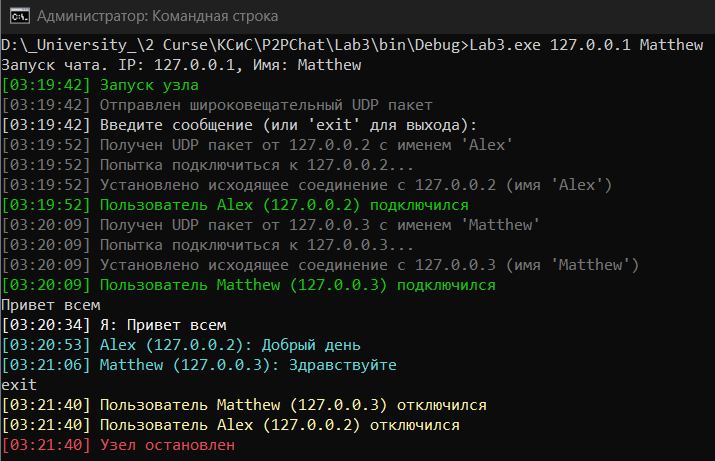 Администратор: Командная строка
D:\_University_\2 Curse\КСиС\P2PChat\Lab3\bin\Debug>Lab3.exe 127.0.0.1 Matthew
Запуск чата. IP: 127.0.0.1, Имя: Matthew
[03:19:42] Запуск узла
[03:19:42] Отправлен широковещательный UDP пакет
[03:19:42] Введите сообщение (или 'exit' для выхода):
[03:19:52] Получен UDP пакет от 127.0.0.2 с именем 'Alex'
[03:19:52] Попытка подключиться к 127.0.0.2...
[03:19:52] Установлено исходящее соединение с 127.0.0.2 (имя 'Alex')
[03:19:52] Пользователь Alex (127.0.0.2) подключился
[03:20:09] Получен UDP пакет от 127.0.0.3 с именем 'Matthew'
[03:20:09] Попытка подключиться к 127.0.0.3...
[03:20:09] Установлено исходящее соединение с 127.0.0.3 (имя 'Matthew')
[03:20:09] Пользователь Matthew (127.0.0.3) подключился
Привет всем
[03:20:34] Я: Привет всем
[03:20:53] Alex (127.0.0.2): Добрый день
[03:21:06] Matthew (127.0.0.3): Здравствуйте
exit
[03:21:40] Пользователь Matthew (127.0.0.3) отключился
[03:21:40] Пользователь Alex (127.0.0.2) отключился
[03:21:40] Узел остановлен